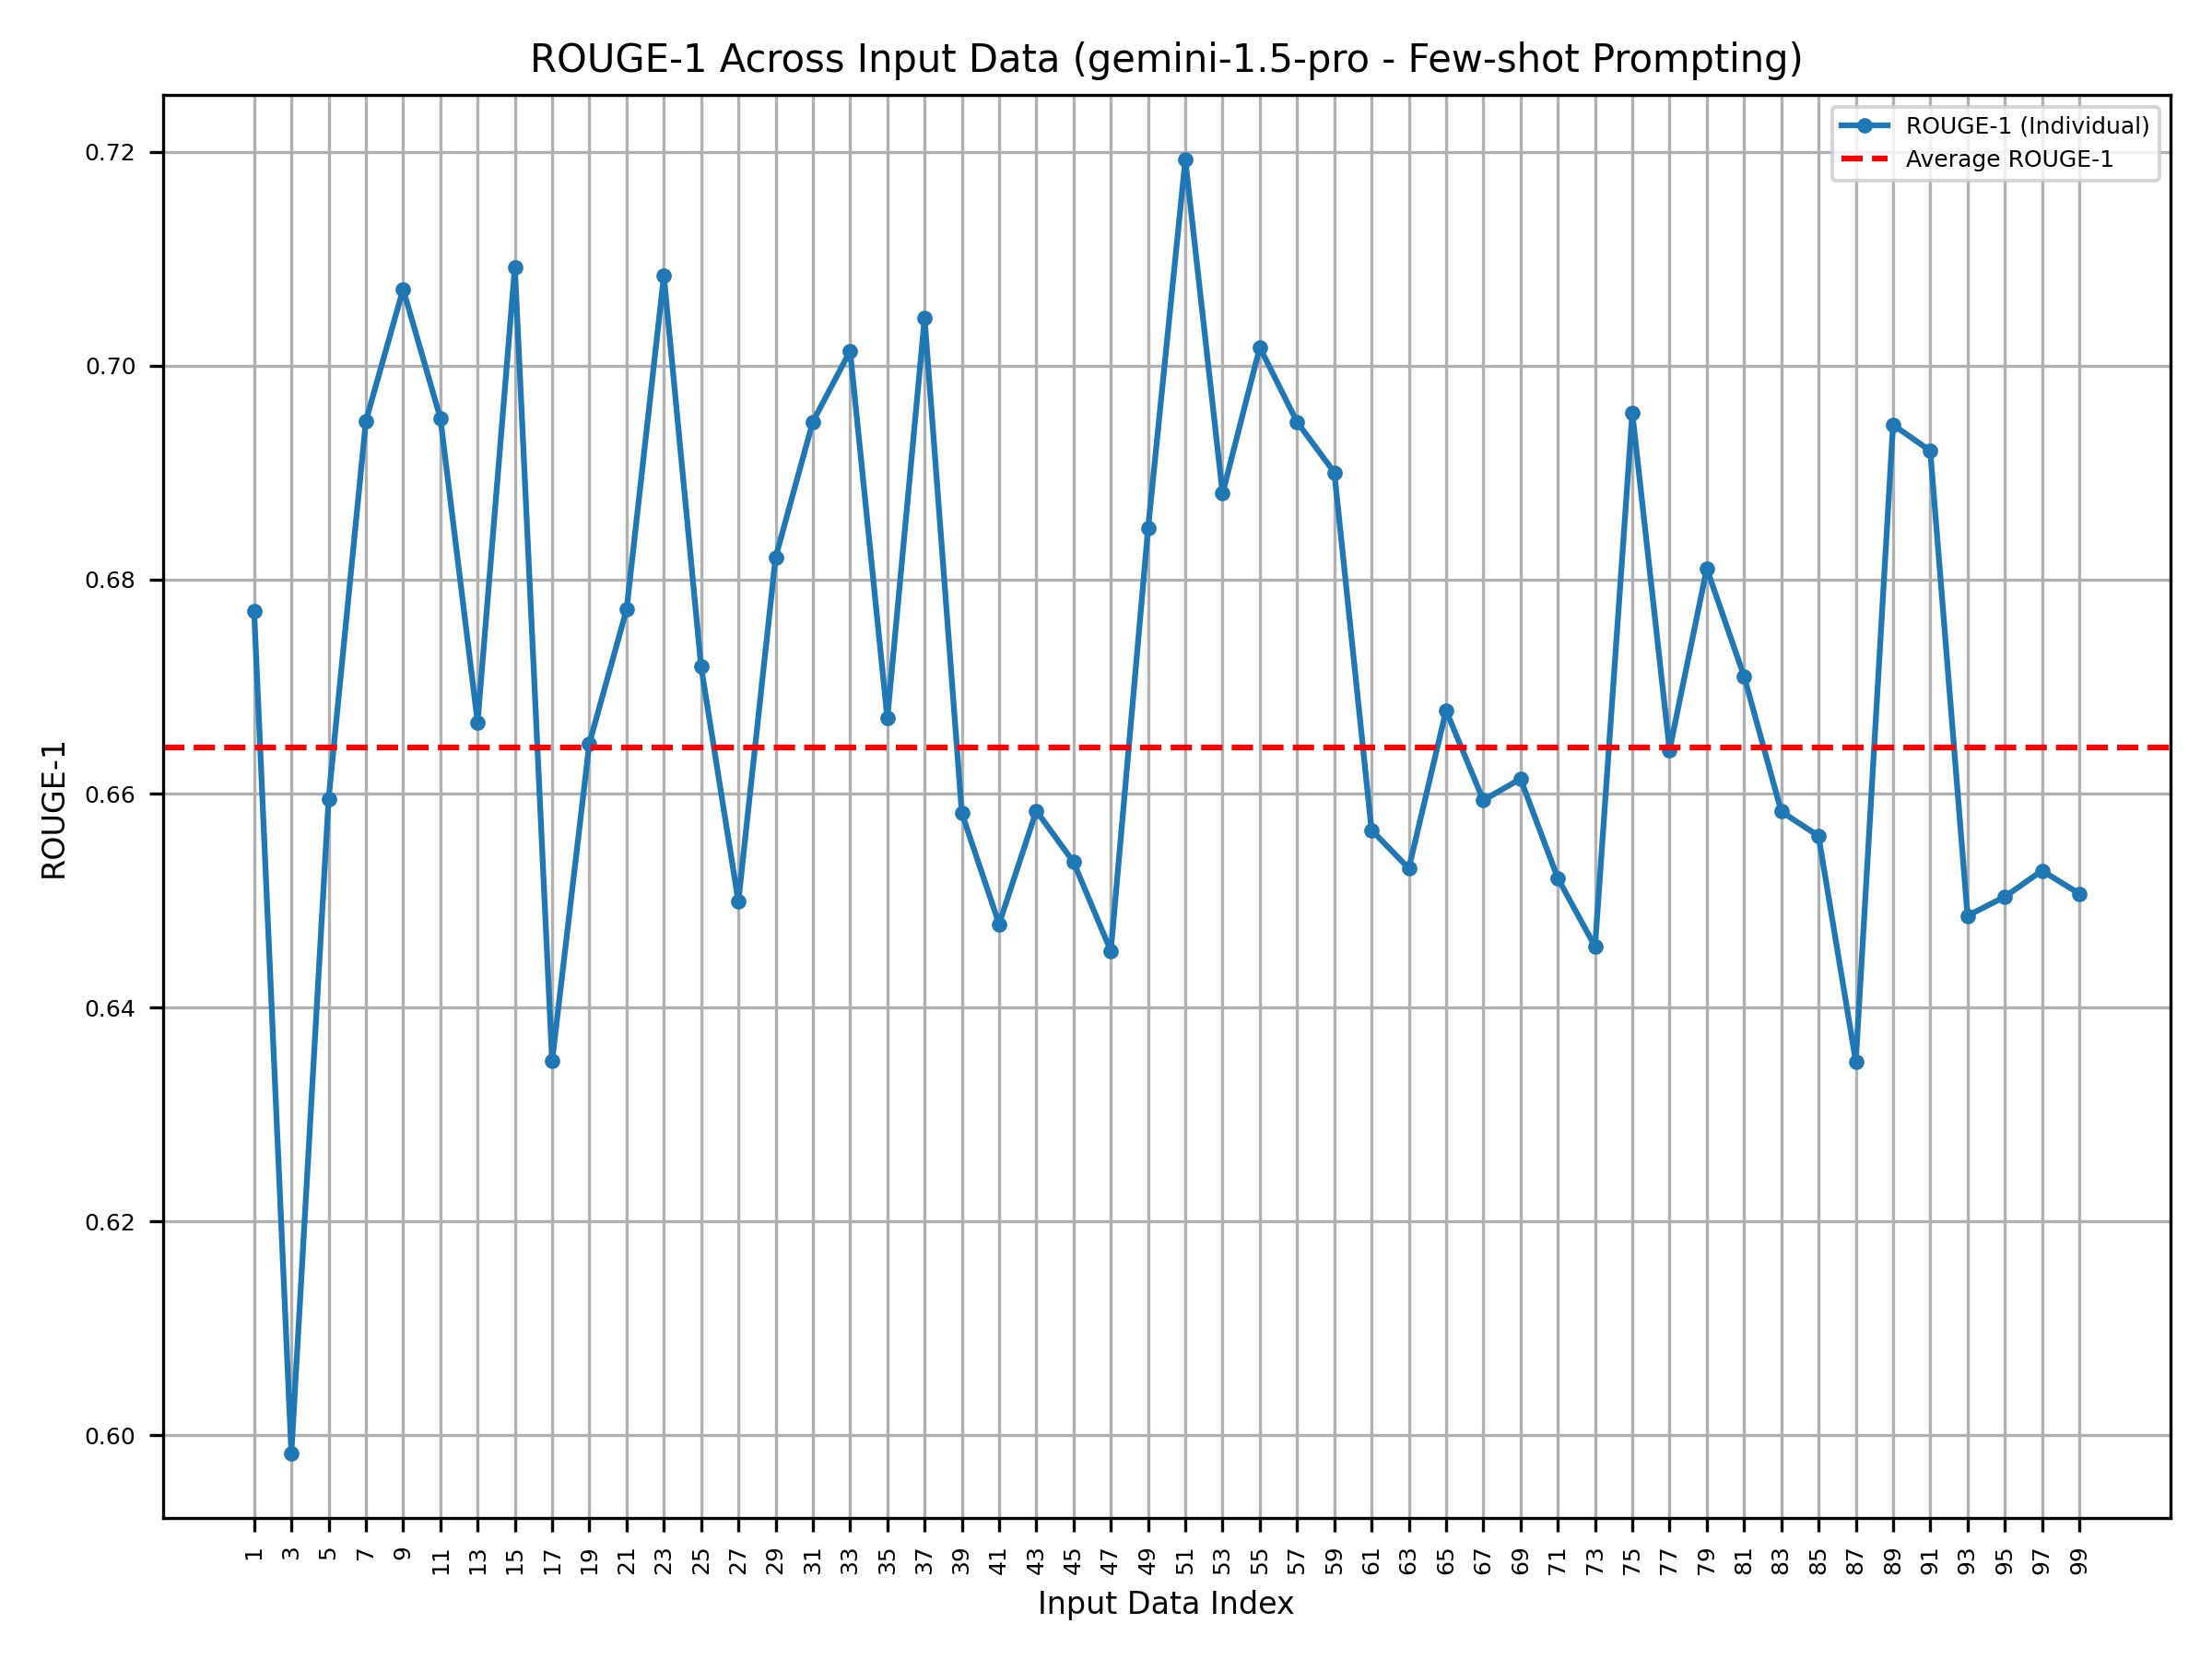 ROUGE-1 Across Input Data (gemini-1.5-pro - Few-shot Prompting)
ROUGE-1 (Individual)
Average ROUGE-1
0.72
0.70
0.68
0.66
0.64
0.62
0.60
ROUGE-1
1 3 5 7 9 11 13 15 17 19 21 23 25 27 29 31 33 35 37 39 41 43 45 47 49 51 53 55 57 59 61 63 65 67 69 71 73 75 77 79 81 83 85 87 89 91 93 95 97 99
Input Data Index